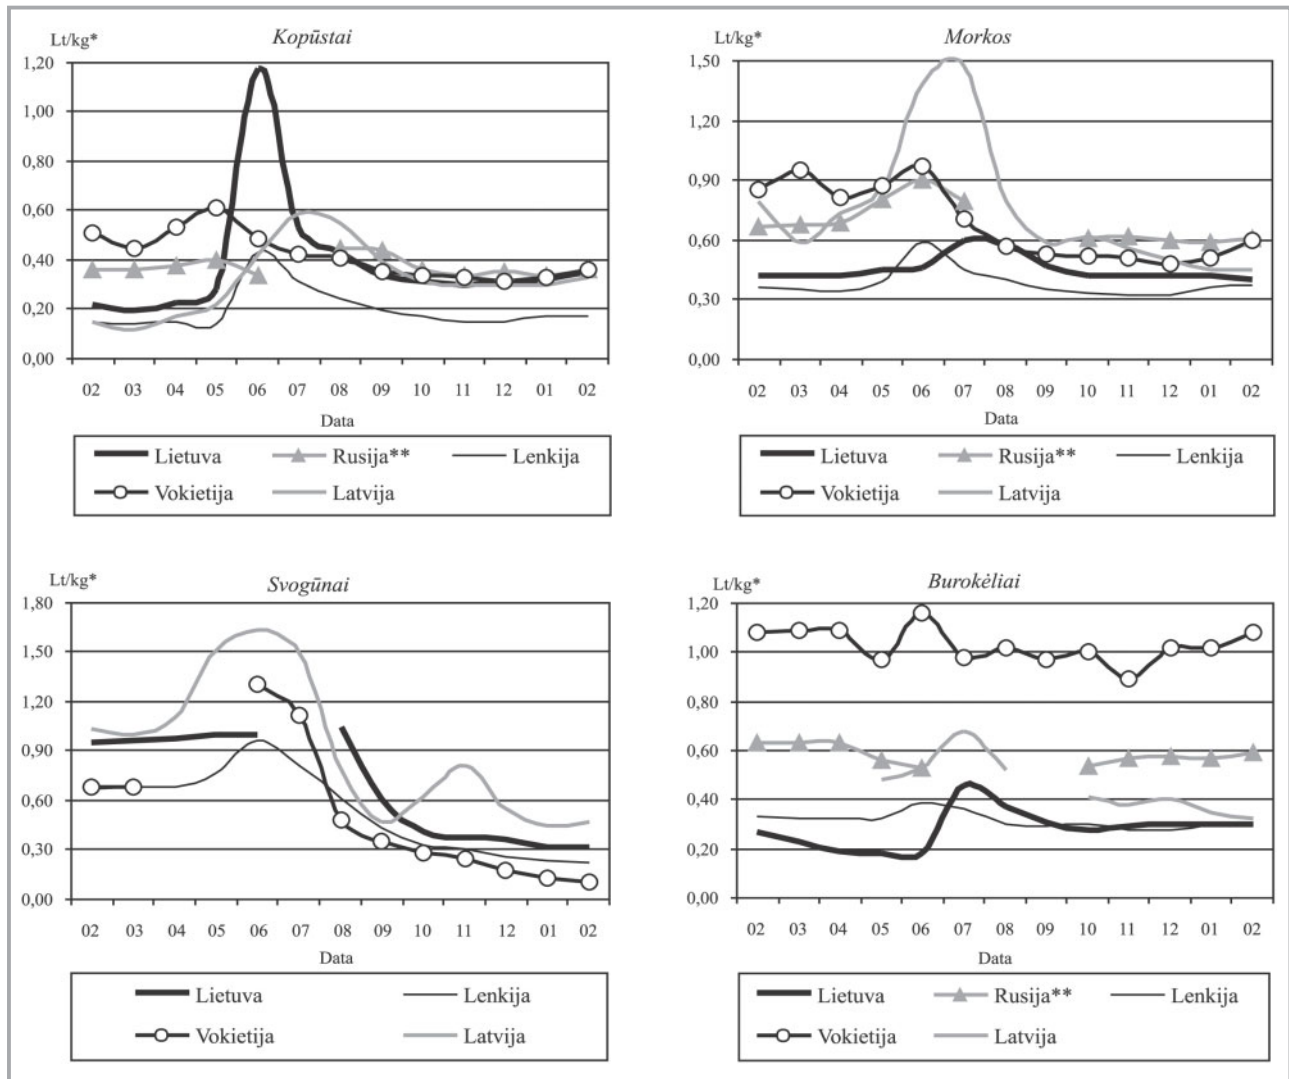 Lt/kg*
Kopūstai
1,20
1,00
0,80
0,60
0,40
0,20
0,00
02 03 04 05 06 07 08 09 10 11 12 01 02
Data
Lietuva Rusija** Lenkija
Vokietija Latvija
Lt/kg*
Morkos
1,50
1,20
0,90
0,60
0,30
0,00
02 03 04 05 06 07 08 09 10 11 12 01 02
Data
Lietuva Rusija** Lenkija
Vokietija Latvija
Lt/kg*
Svogūnai
1,80
1,50
1,20
0,90
0,60
0,30
0,00
02 03 04 05 06 07 08 09 10 11 12 01 02
Data
Lietuva Lenkija
Vokietija Latvija
Lt/kg*
Burokėliai
1,20
1,00
0,80
0,60
0,40
0,20
0,00
02 03 04 05 06 07 08 09 10 11 12 01 02
Data
Lietuva Rusija** Lenkija
Vokietija Latvija